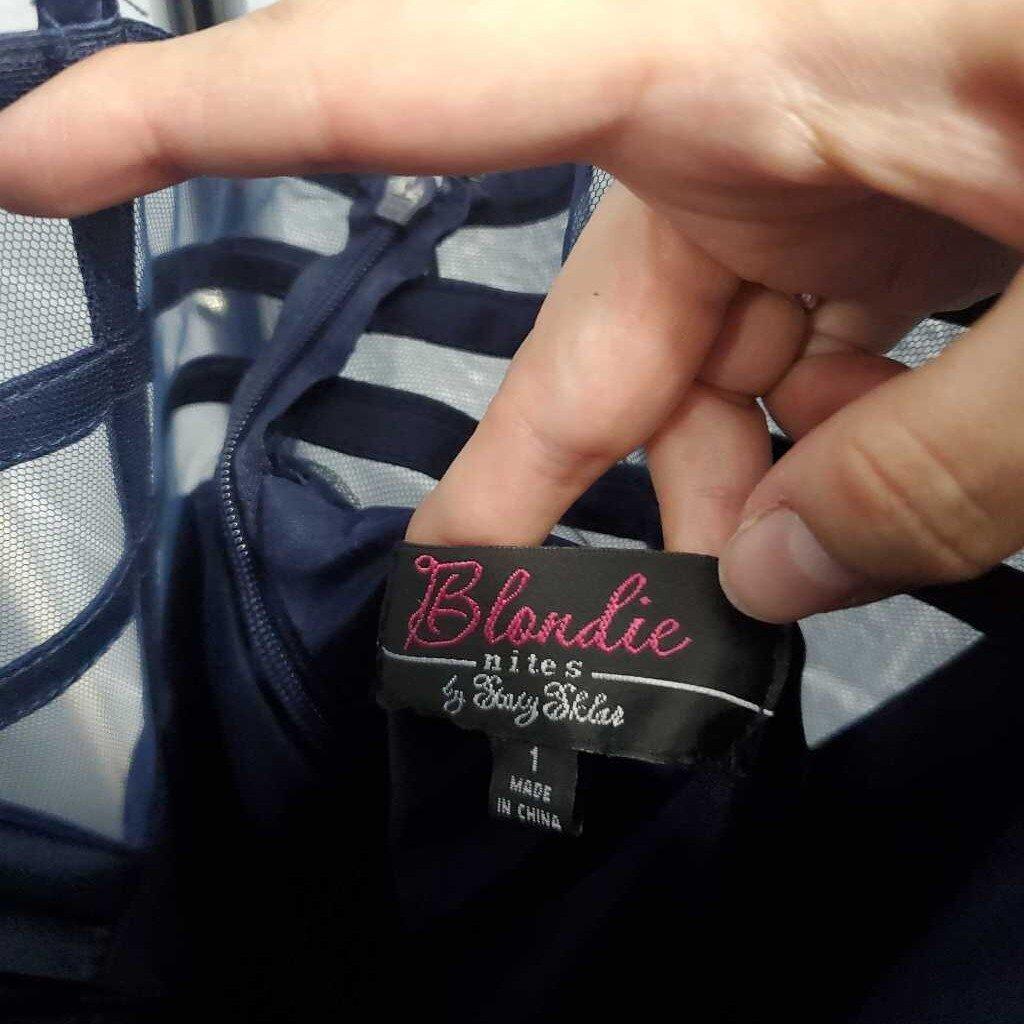 Blondie
nites
by Stacy Sklar
1
MADE
IN CHINA